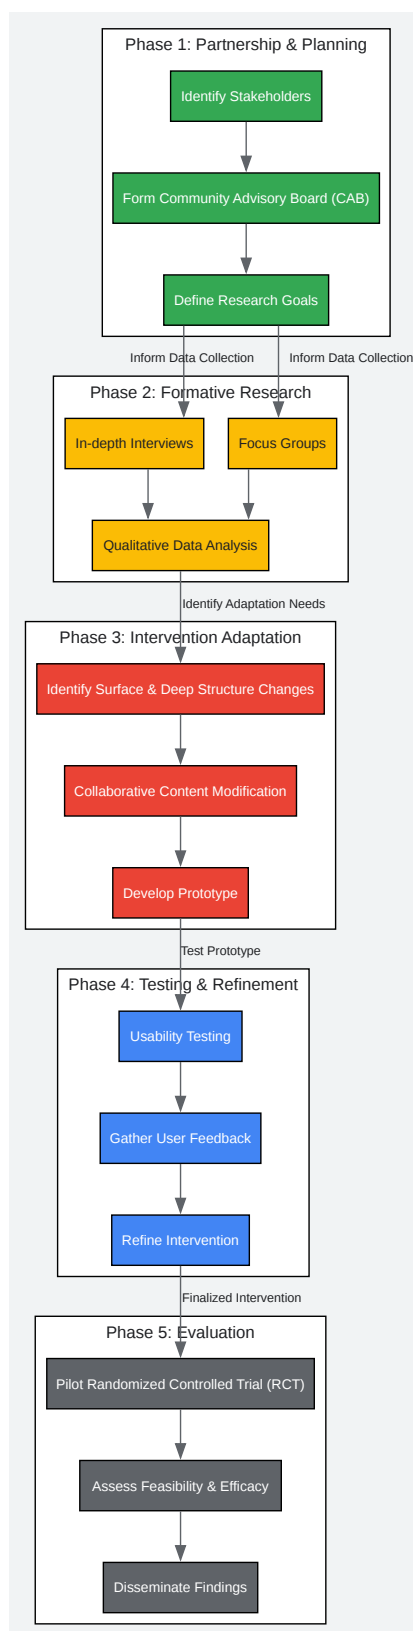 Phase 1: Partnership & Planning
Identify Stakeholders
Form Community Advisory Board (CAB)
Define Research Goals
Inform Data Collection
Inform Data Collection
Phase 2: Formative Research
In-depth Interviews
Focus Groups
Qualitative Data Analysis
Identify Adaptation Needs
Phase 3: Intervention Adaptation
Identify Surface & Deep Structure Changes
Collaborative Content Modification
Develop Prototype
Test Prototype
Phase 4: Testing & Refinement
Usability Testing
Gather User Feedback
Refine Intervention
Finalized Intervention
Phase 5: Evaluation
Pilot Randomized Controlled Trial (RCT)
Assess Feasibility & Efficacy
Disseminate Findings